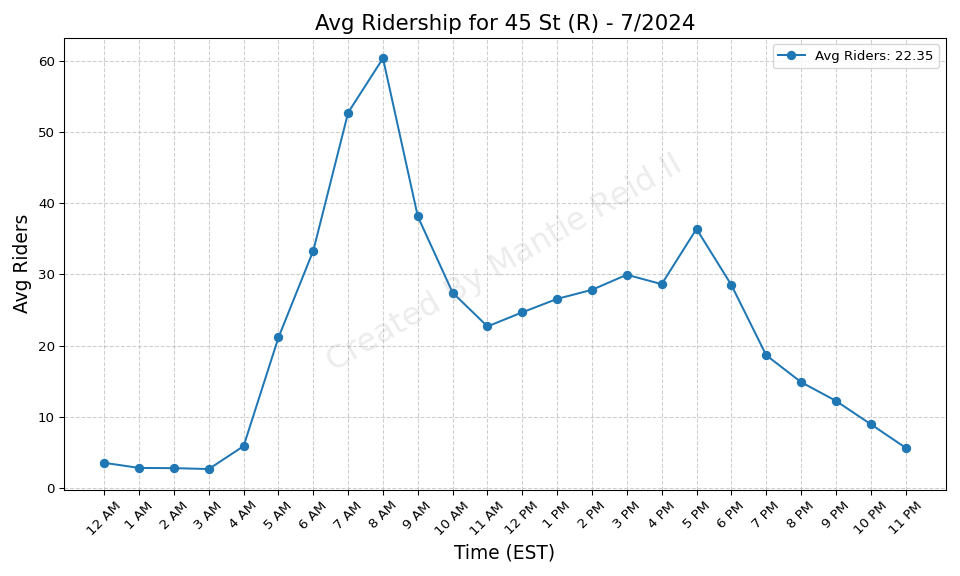 Avg Ridership for 45 St (R) - 7/2024
Avg Riders: 22.35
60
50
40
30
20
10
0
Avg Riders
Created By Mantie Reid II
12 AM
1 AM
2 AM
3 AM
4 AM
5 AM
6 AM
7 AM
8 AM
9 AM
10 AM
11 AM
12 PM
1 PM
2 PM
3 PM
4 PM
5 PM
6 PM
7 PM
8 PM
9 PM
10 PM
11 PM
Time (EST)